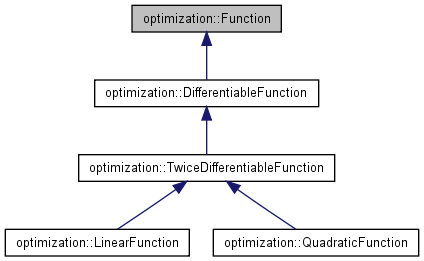 optimization::Function
optimization::DifferentiableFunction
optimization::TwiceDifferentiableFunction
optimization::LinearFunction
optimization::QuadraticFunction